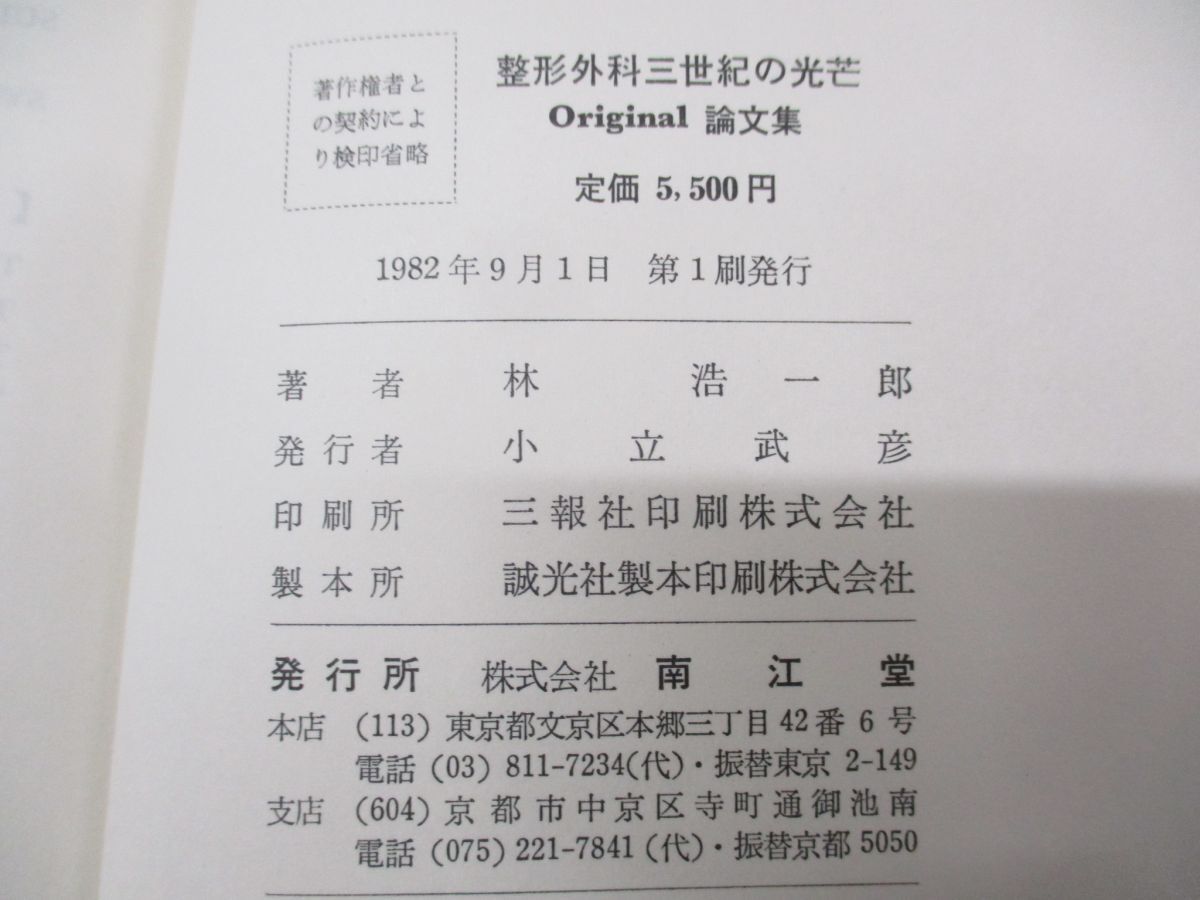 著作権者と
の契約によ
り検印省略
整形外科三世紀の光芒
Original 論文集
定価 5,500円
1982年9月1日 第1刷発行
著者 林浩一郎
発行者 小立武彦
印刷所 三報社印刷株式会社
製本所 誠光社製本印刷株式会社
発行所 株式会社 南江堂
本店 (113) 東京都文京区本郷三丁目42番6号
電話 (03) 811-7234(代)・振替東京 2-149
支店 (604) 京都市中京区寺町通御池南
電話 (075) 221-7841 (代)・振替京都 5050